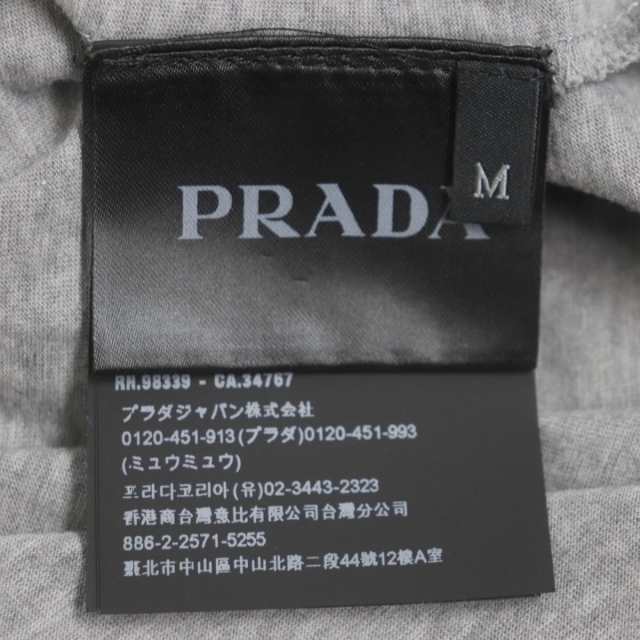 PRADA
M
RN.98339 - CA.34767
プラダジャパン株式会社
0120-451-913(プラダ)0120-451-993
(ミュウミュウ)
프라다코리아 (유)02-3443-2323
香港商台灣意比有限公司台灣分公司
886-2-2571-5255
臺北市中山區中山北路二段44號12樓A室